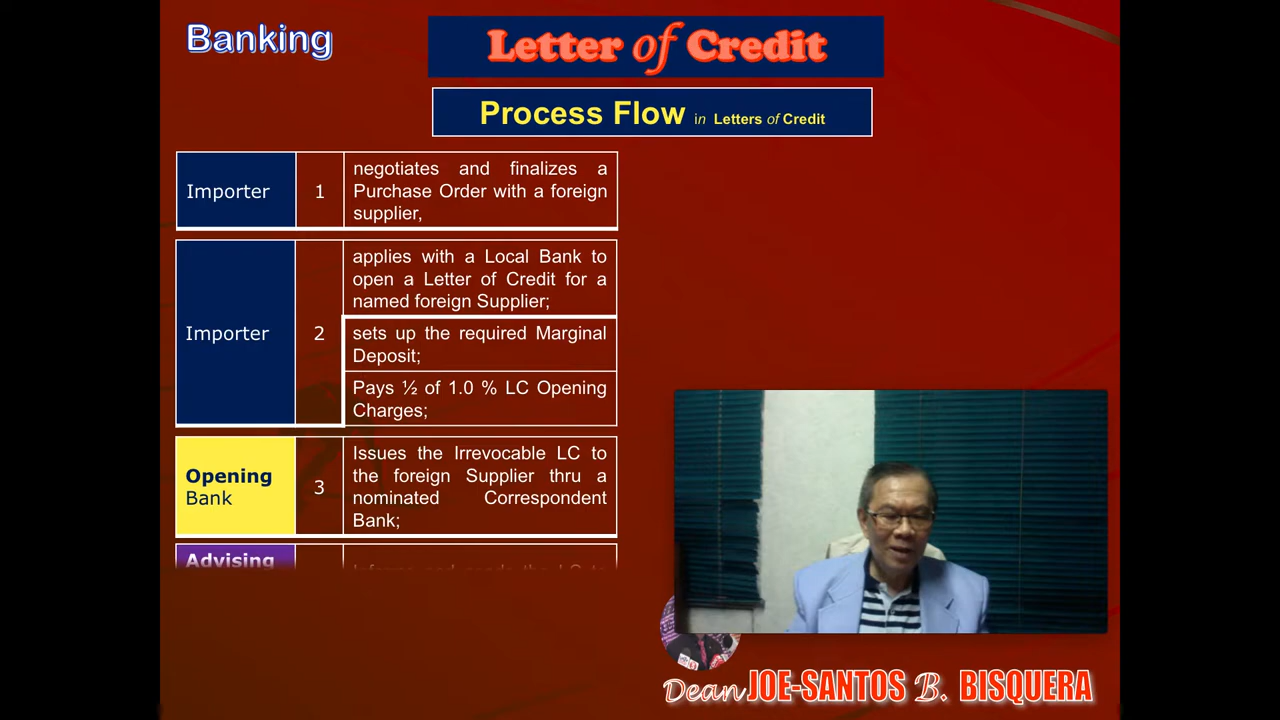 Banking
Letter of Credit
Process Flow in Letters of Credit
Importer
1
negotiates and finalizes a
Purchase Order with a foreign
supplier,
Importer
2
applies with a Local Bank to
open a Letter of Credit for a
named foreign Supplier;
sets up the required Marginal
Deposit;
Pays ½ of 1.0 % LC Opening
Charges;
Opening
Bank
3
Issues the Irrevocable LC to
the foreign Supplier thru a
nominated Correspondent
Bank;
Advising
Dean JOE-SANTOS B. BISQUERA